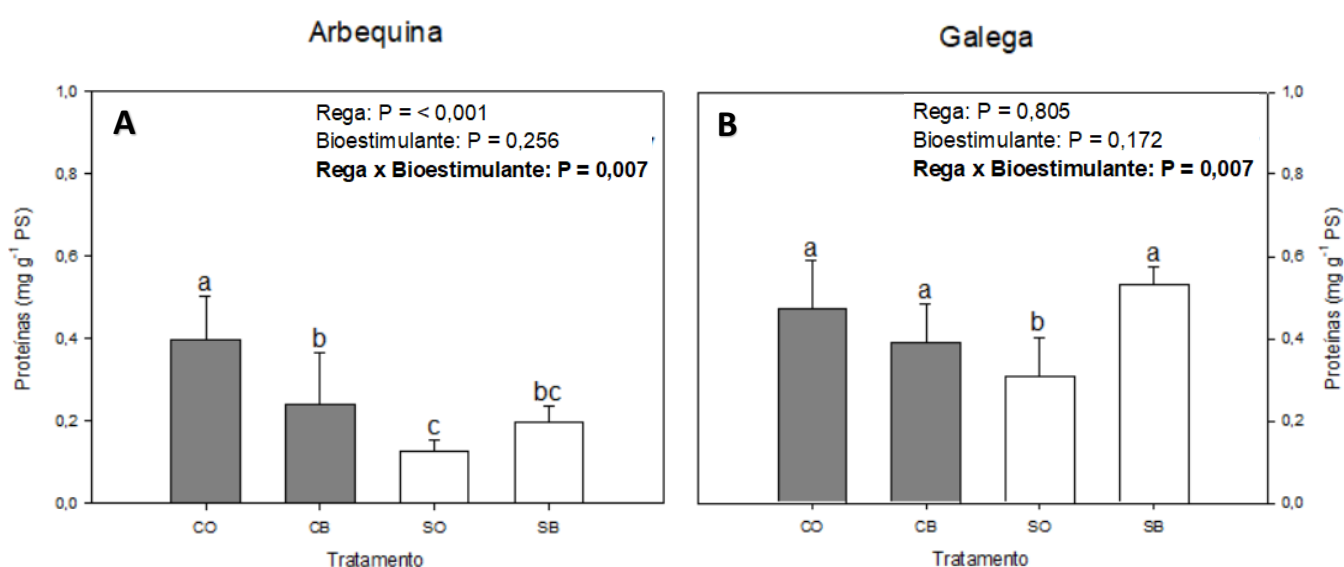 Arbequina
Galega
A
Rega: P = < 0,001
Bioestimulante: P = 0,256
Rega x Bioestimulante: P = 0,007
1,0
0,8
0,6
0,4
0,2
0,0
Proteínas (mg g⁻¹ PS)
a
b
c
bc
CO
CB
SO
SB
Tratamento
B
Rega: P = 0,805
Bioestimulante: P = 0,172
Rega x Bioestimulante: P = 0,007
a
a
b
a
CO
CB
SO
SB
Tratamento
1,0
0,8
0,6
0,4
0,2
0,0
Proteínas (mg g⁻¹ PS)